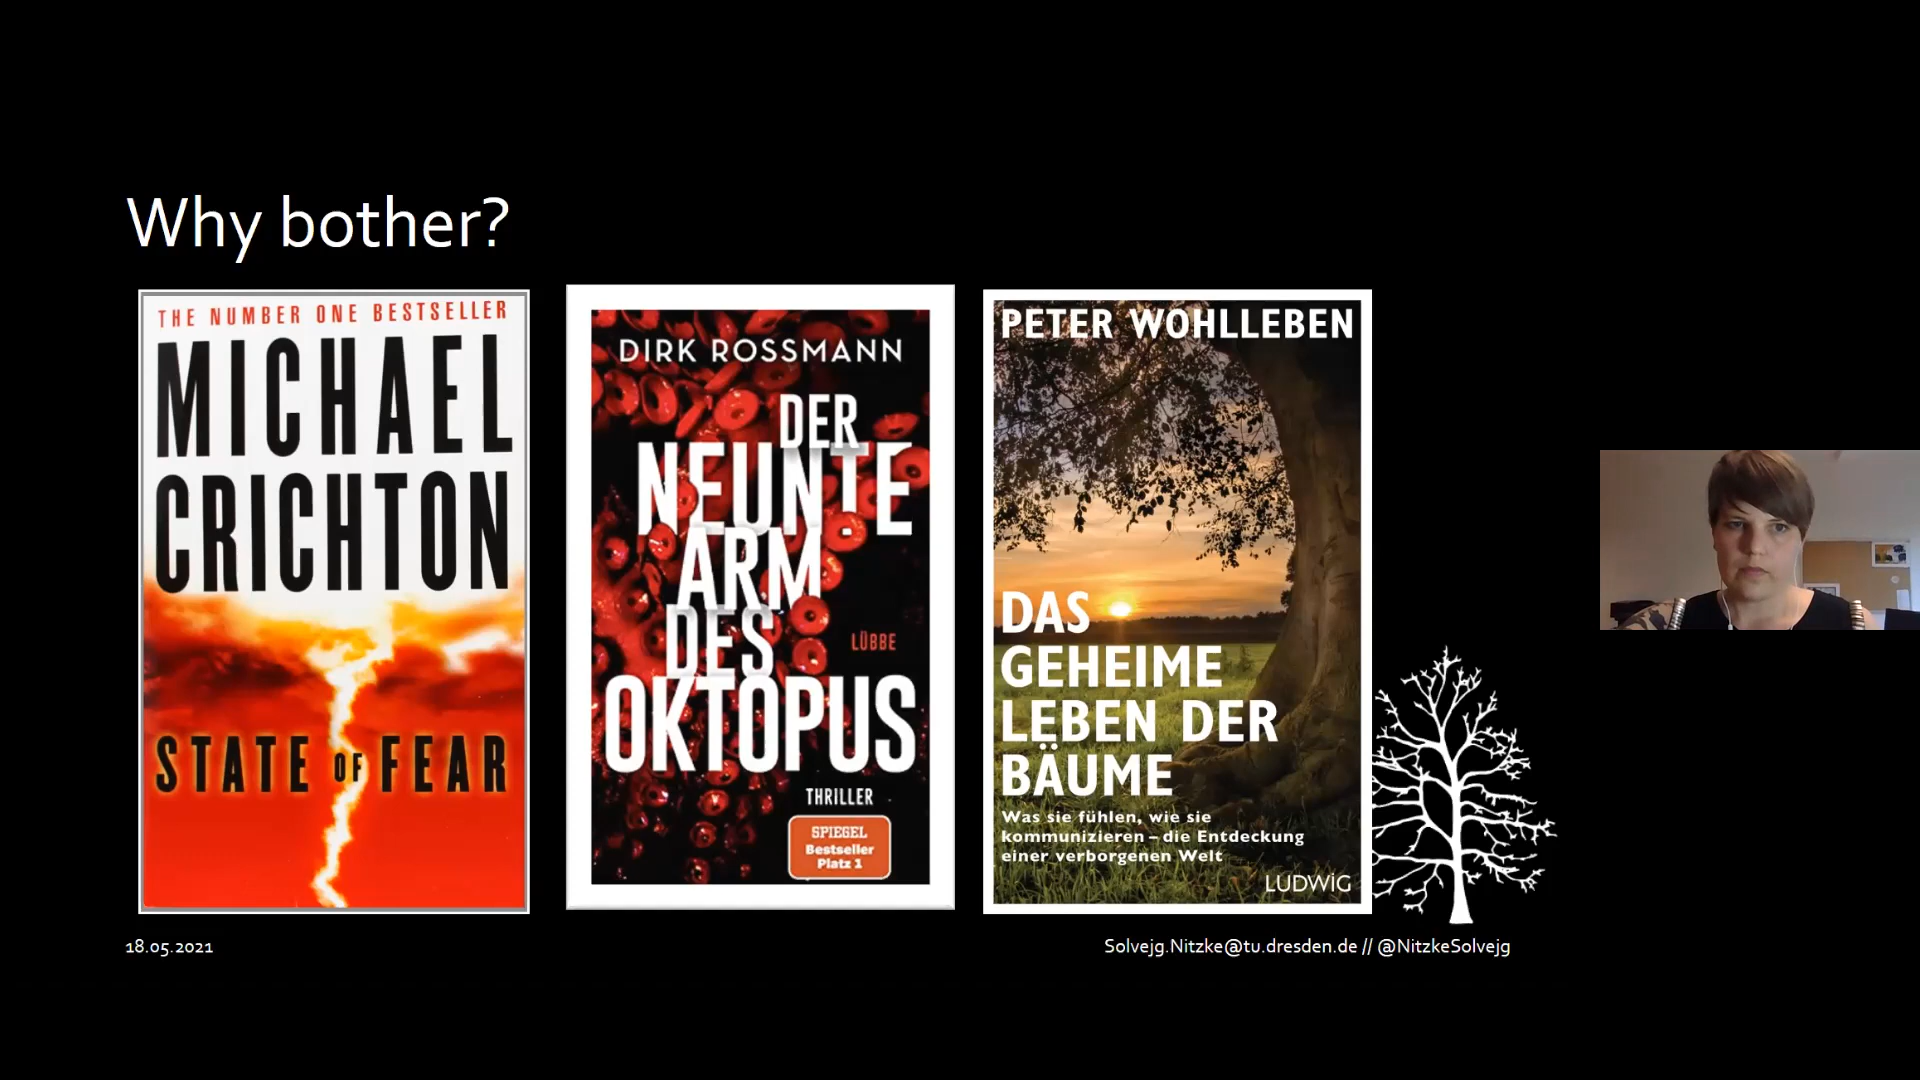 Why bother?
THE NUMBER ONE BESTSELLER
MICHAEL
CRICHTON
STATE OF FEAR
DIRK ROSSMANN
DER
NEUNTE
ARM
DES
OKTOPUS
LÜBBE
THRILLER
SPIEGEL
Bestseller
Platz 1
PETER WOHLLEBEN
DAS
GEHEIME
LEBEN DER
BÄUME
Was sie fühlen, wie sie
kommunizieren – die Entdeckung
einer verborgenen Welt
LUDWIG
18.05.2021
Solvejg.Nitzke@tu.dresden.de // @NitzkeSolvejg